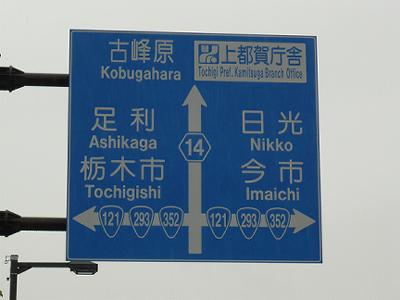 古峰原
Kobugahara
上都賀庁舎
Tochigi Pref. Kamitsuga Branch Office
足利
Ashikaga
栃木市
Tochigishi
14
日光
Nikko
今市
Imaichi
121 293 352
121 293 352